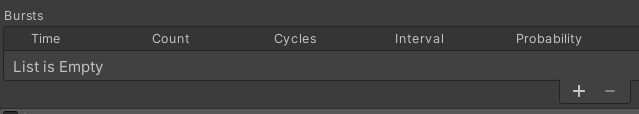 Bursts
Time Count Cycles Interval Probability
List is Empty
+ −